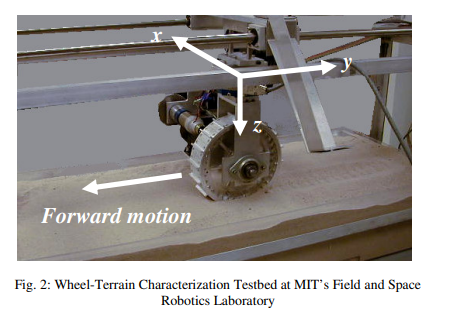 x
y
z
Forward motion
Fig. 2: Wheel-Terrain Characterization Testbed at MIT's Field and Space
Robotics Laboratory